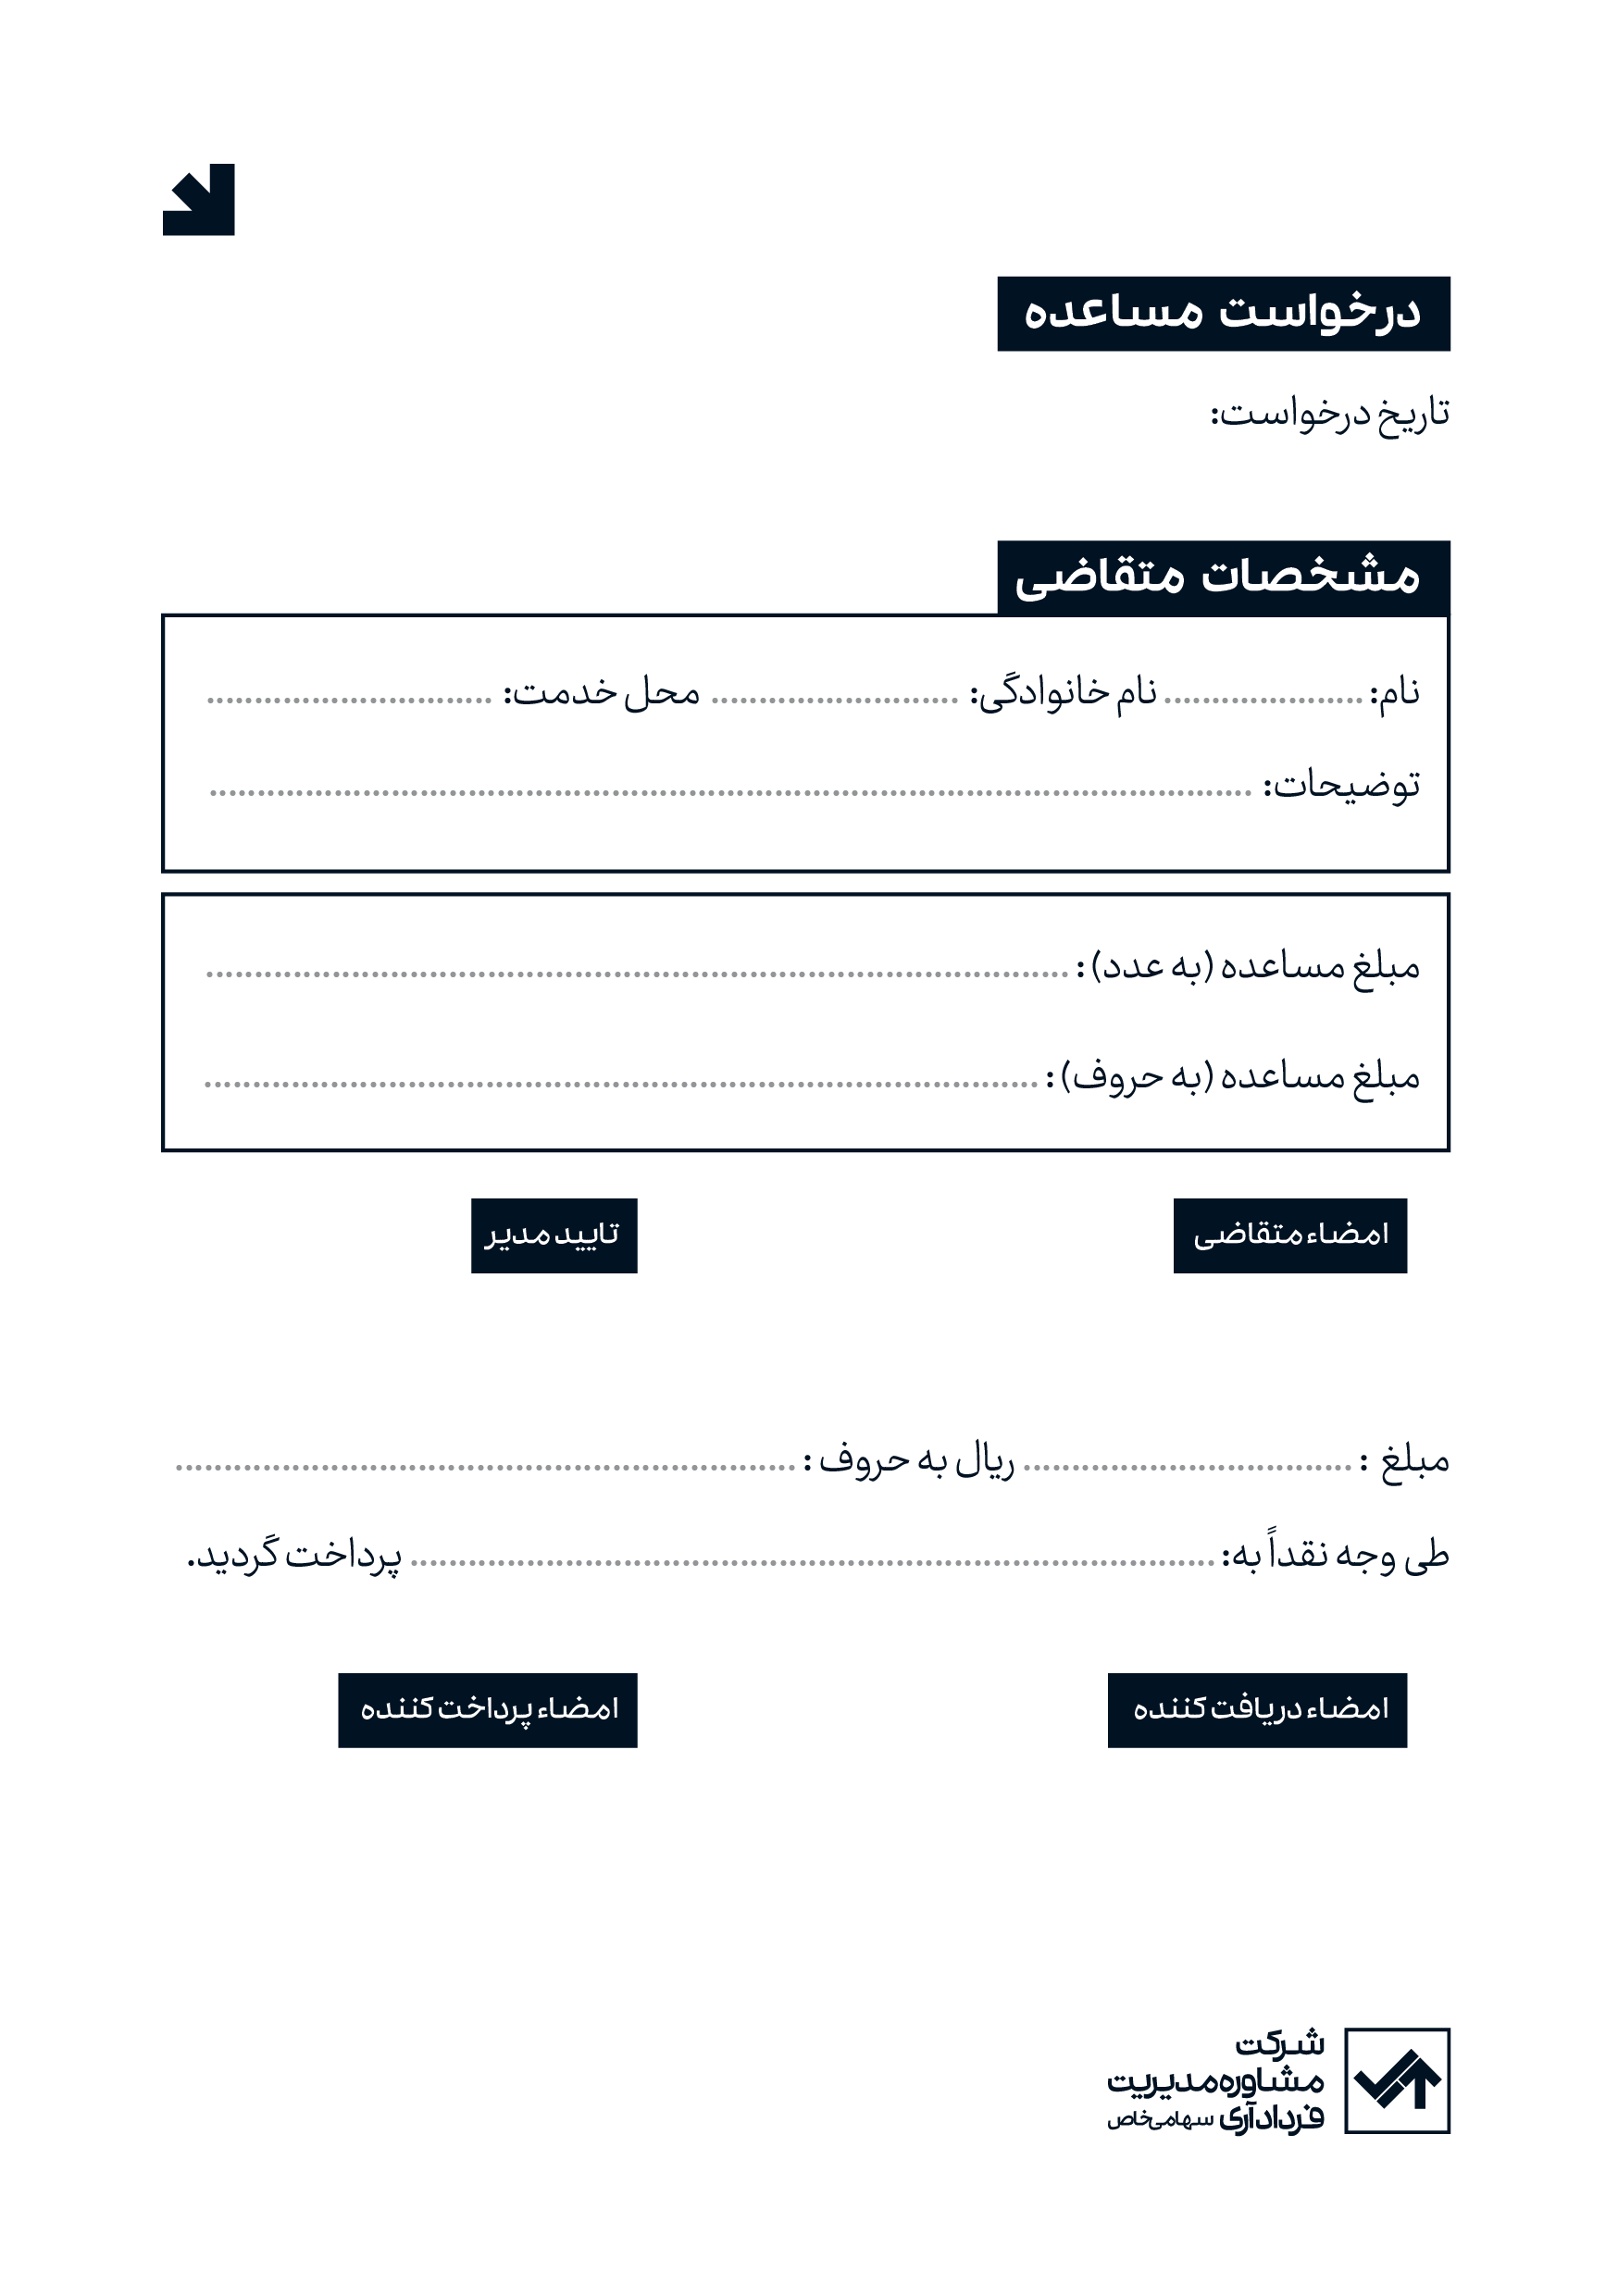 درخواست مساعده
تاریخ درخواست:
مشخصات متقاضی
نام: ..................... نام خانوادگی: .......................... محل خدمت: ..............................
توضیحات: .............................................................................................................
مبلغ مساعده (به عدد): ..........................................................................................
مبلغ مساعده (به حروف): .......................................................................................
امضاء متقاضی تایید مدیر
مبلغ : .................................. ریال به حروف : .................................................................
طی وجه نقداً به: .................................................................................... پرداخت گردید.
امضاء دریافت کننده امضاء پرداخت کننده
شرکت
مشاوره مدیریت
فردادآری سهامی خاص